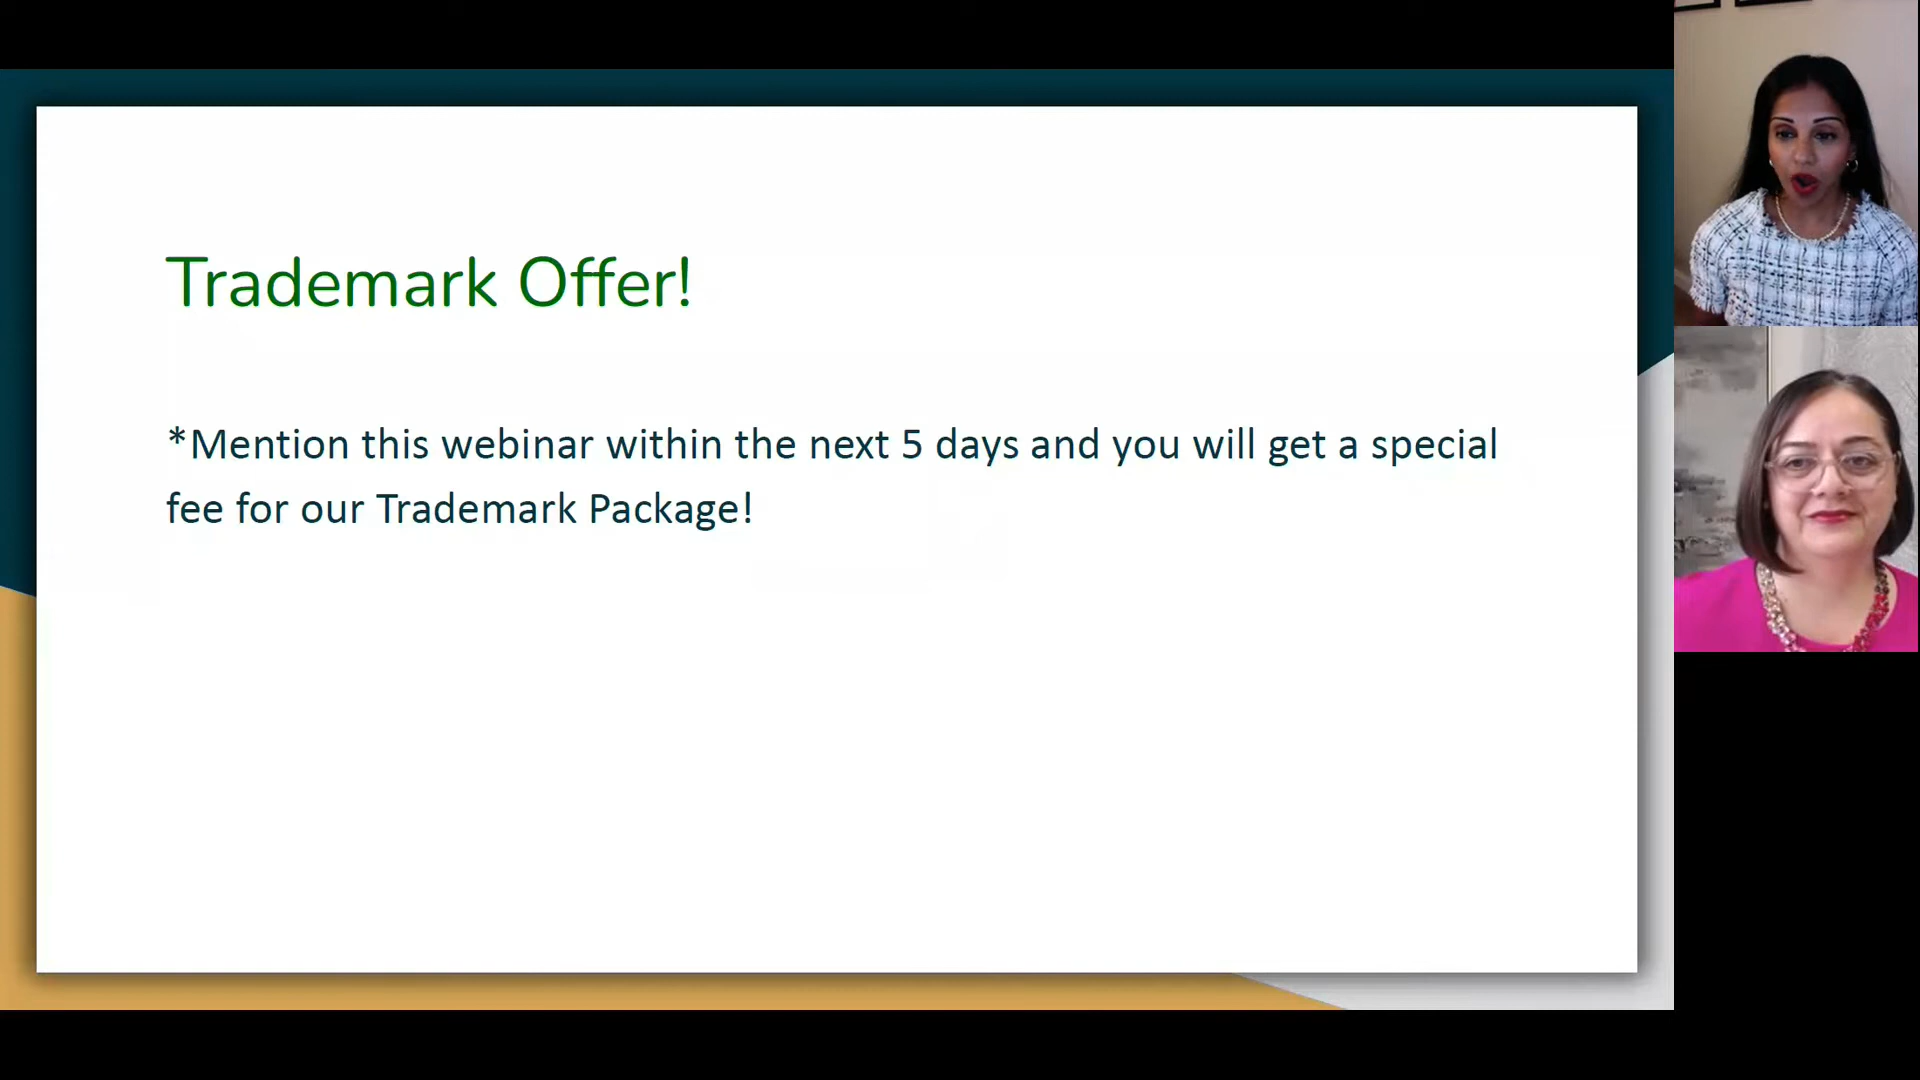 Trademark Offer!
*Mention this webinar within the next 5 days and you will get a special
fee for our Trademark Package!